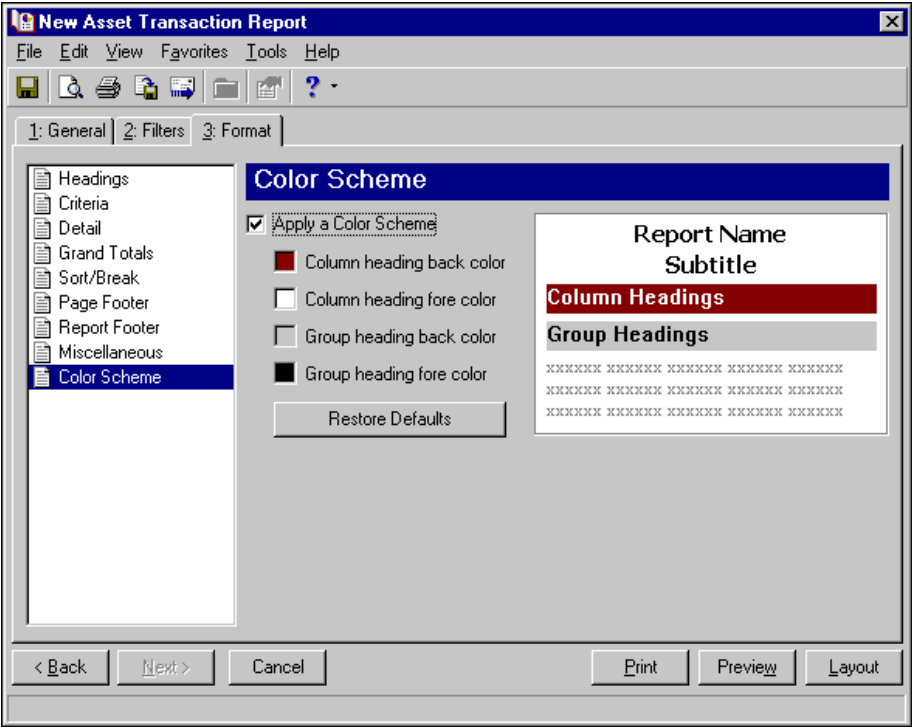 New Asset Transaction Report
File Edit View Favorites Tools Help
1: General 2: Filters 3: Format
Headings
Criteria
Detail
Grand Totals
Sort/Break
Page Footer
Report Footer
Miscellaneous
Color Scheme
Color Scheme
Apply a Color Scheme
Column heading back color
Column heading fore color
Group heading back color
Group heading fore color
Restore Defaults
Report Name
Subtitle
Column Headings
Group Headings
xxxxxx xxxxxx xxxxxx xxxxxx xxxxxx
xxxxxx xxxxxx xxxxxx xxxxxx xxxxxx
xxxxxx xxxxxx xxxxxx xxxxxx xxxxxx
< Back Next > Cancel Print Preview Layout